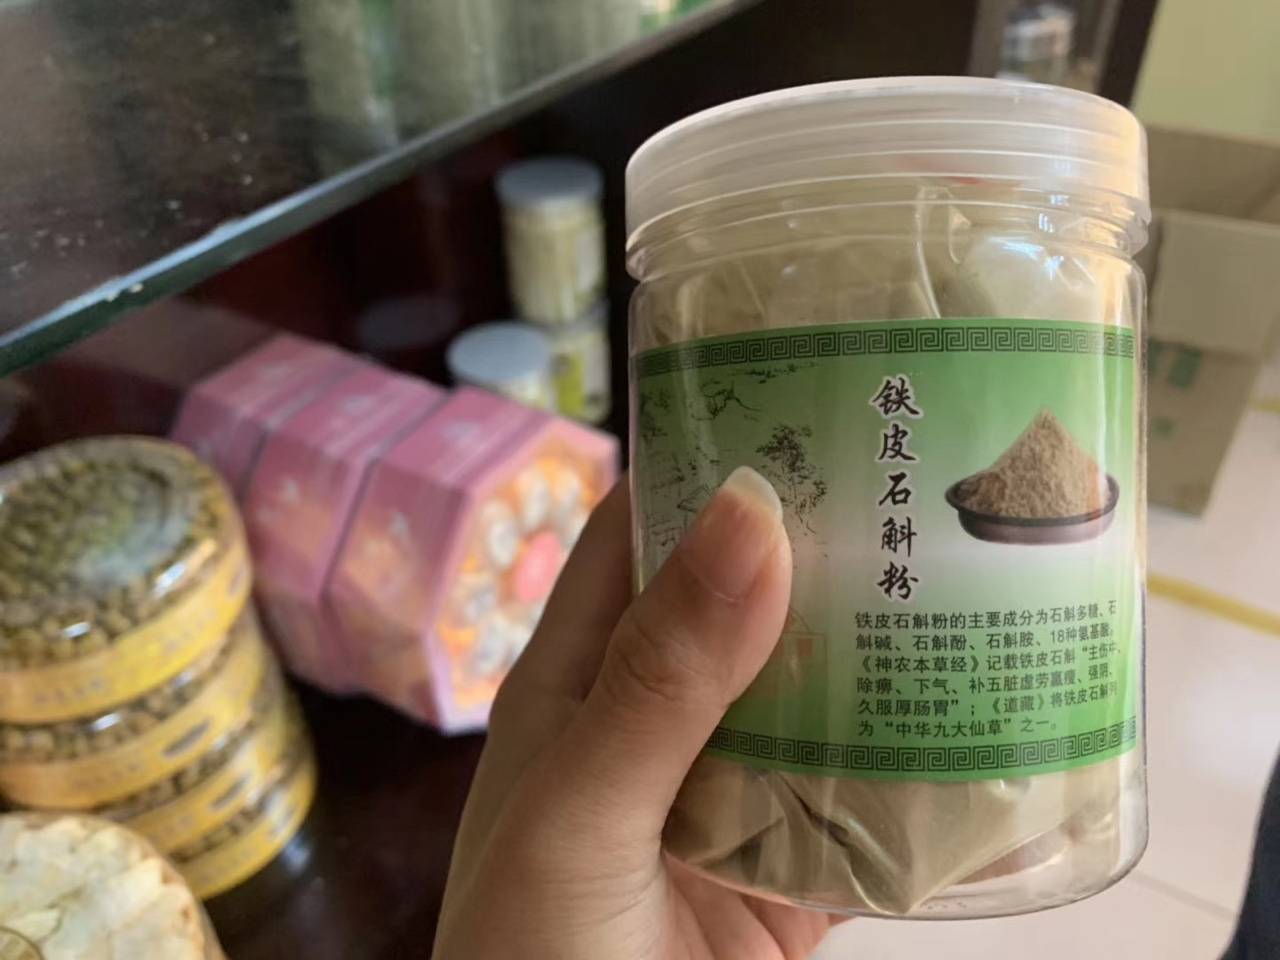 铁皮石斛粉
铁皮石斛粉的主要成分为石斛多糖、石
斛碱、石斛酚、石斛胺、18种氨基酸。
《神农本草经》记载铁皮石斛“主伤中、
除痹、下气、补五脏虚劳羸瘦、强阴、
久服厚肠胃”；《道藏》将铁皮石斛列
为“中华九大仙草”之一。